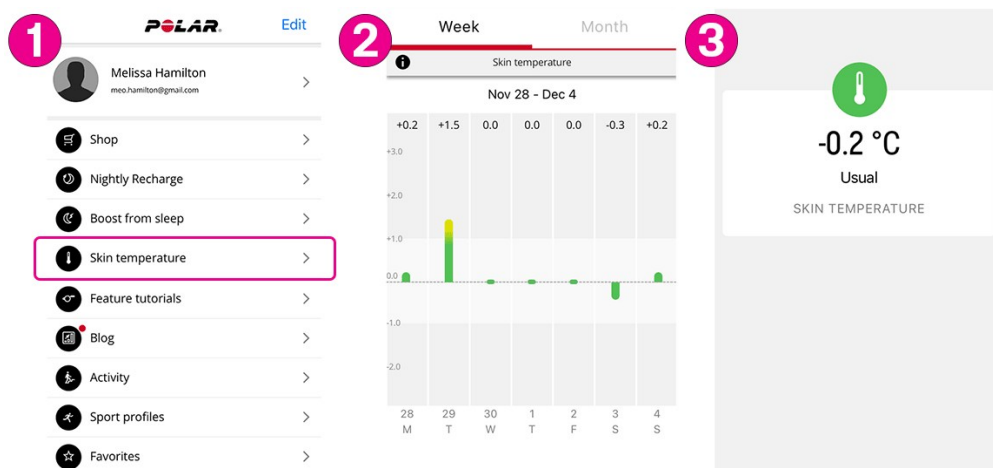 1
POLAR.
Edit
Melissa Hamilton
meo.hamilton@gmail.com
Shop
Nightly Recharge
Boost from sleep
Skin temperature
Feature tutorials
Blog
Activity
Sport profiles
Favorites
2
Week Month
Skin temperature
Nov 28 - Dec 4
+0.2 +1.5 0.0 0.0 0.0 -0.3 +0.2
+3.0
+2.0
+1.0
0.0
-1.0
-2.0
28 29 30 1 2 3 4
M T W T F S S
3
-0.2 °C
Usual
SKIN TEMPERATURE